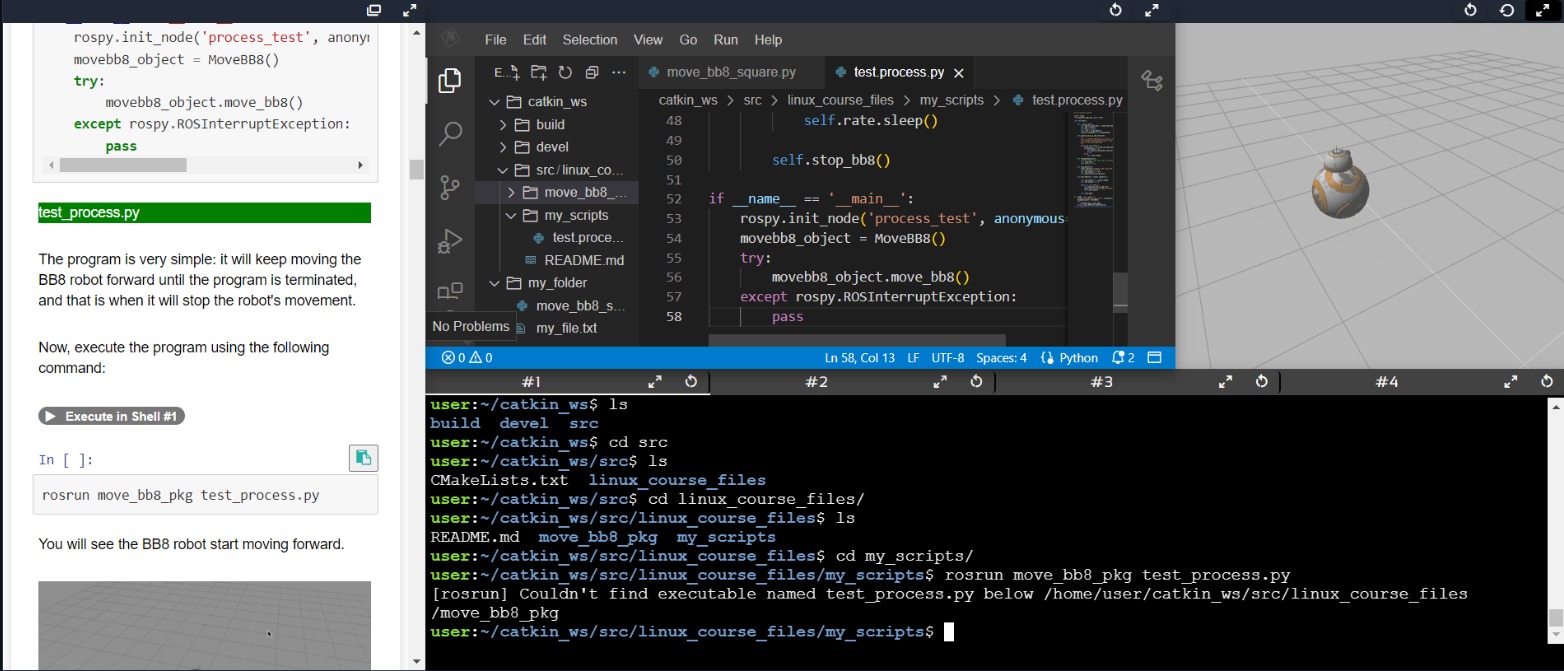 rospy.init_node('process_test', anony
movebb8_object = MoveBB8()
try:
movebb8_object.move_bb8()
except rospy.ROSInterruptException:
pass
test_process.py
The program is very simple: it will keep moving the
BB8 robot forward until the program is terminated,
and that is when it will stop the robot's movement.
Now, execute the program using the following
command:
Execute in Shell #1
In [ ]:
rosrun move_bb8_pkg test_process.py
You will see the BB8 robot start moving forward.
File Edit Selection View Go Run Help
E...
catkin_ws
build
devel
src/linux_co...
move_bb8_...
my_scripts
test.proce...
README.md
my_folder
move_bb8_s...
my_file.txt
No Problems
move_bb8_square.py test.process.py
catkin_ws > src > linux_course_files > my_scripts > test.process.py
48 self.rate.sleep()
49
50 self.stop_bb8()
51
52 if __name__ == '__main__':
53 rospy.init_node('process_test', anonymous=
54 movebb8_object = MoveBB8()
55 try:
56 movebb8_object.move_bb8()
57 except rospy.ROSInterruptException:
58 pass
0 0 Ln 58, Col 13 LF UTF-8 Spaces: 4 Python 2
#1 #2 #3 #4
user:~/catkin_ws$ ls
build devel src
user:~/catkin_ws$ cd src
user:~/catkin_ws/src$ ls
CMakeLists.txt linux_course_files
user:~/catkin_ws/src$ cd linux_course_files/
user:~/catkin_ws/src/linux_course_files$ ls
README.md move_bb8_pkg my_scripts
user:~/catkin_ws/src/linux_course_files$ cd my_scripts/
user:~/catkin_ws/src/linux_course_files/my_scripts$ rosrun move_bb8_pkg test_process.py
[rosrun] Couldn't find executable named test_process.py below /home/user/catkin_ws/src/linux_course_files
/move_bb8_pkg
user:~/catkin_ws/src/linux_course_files/my_scripts$